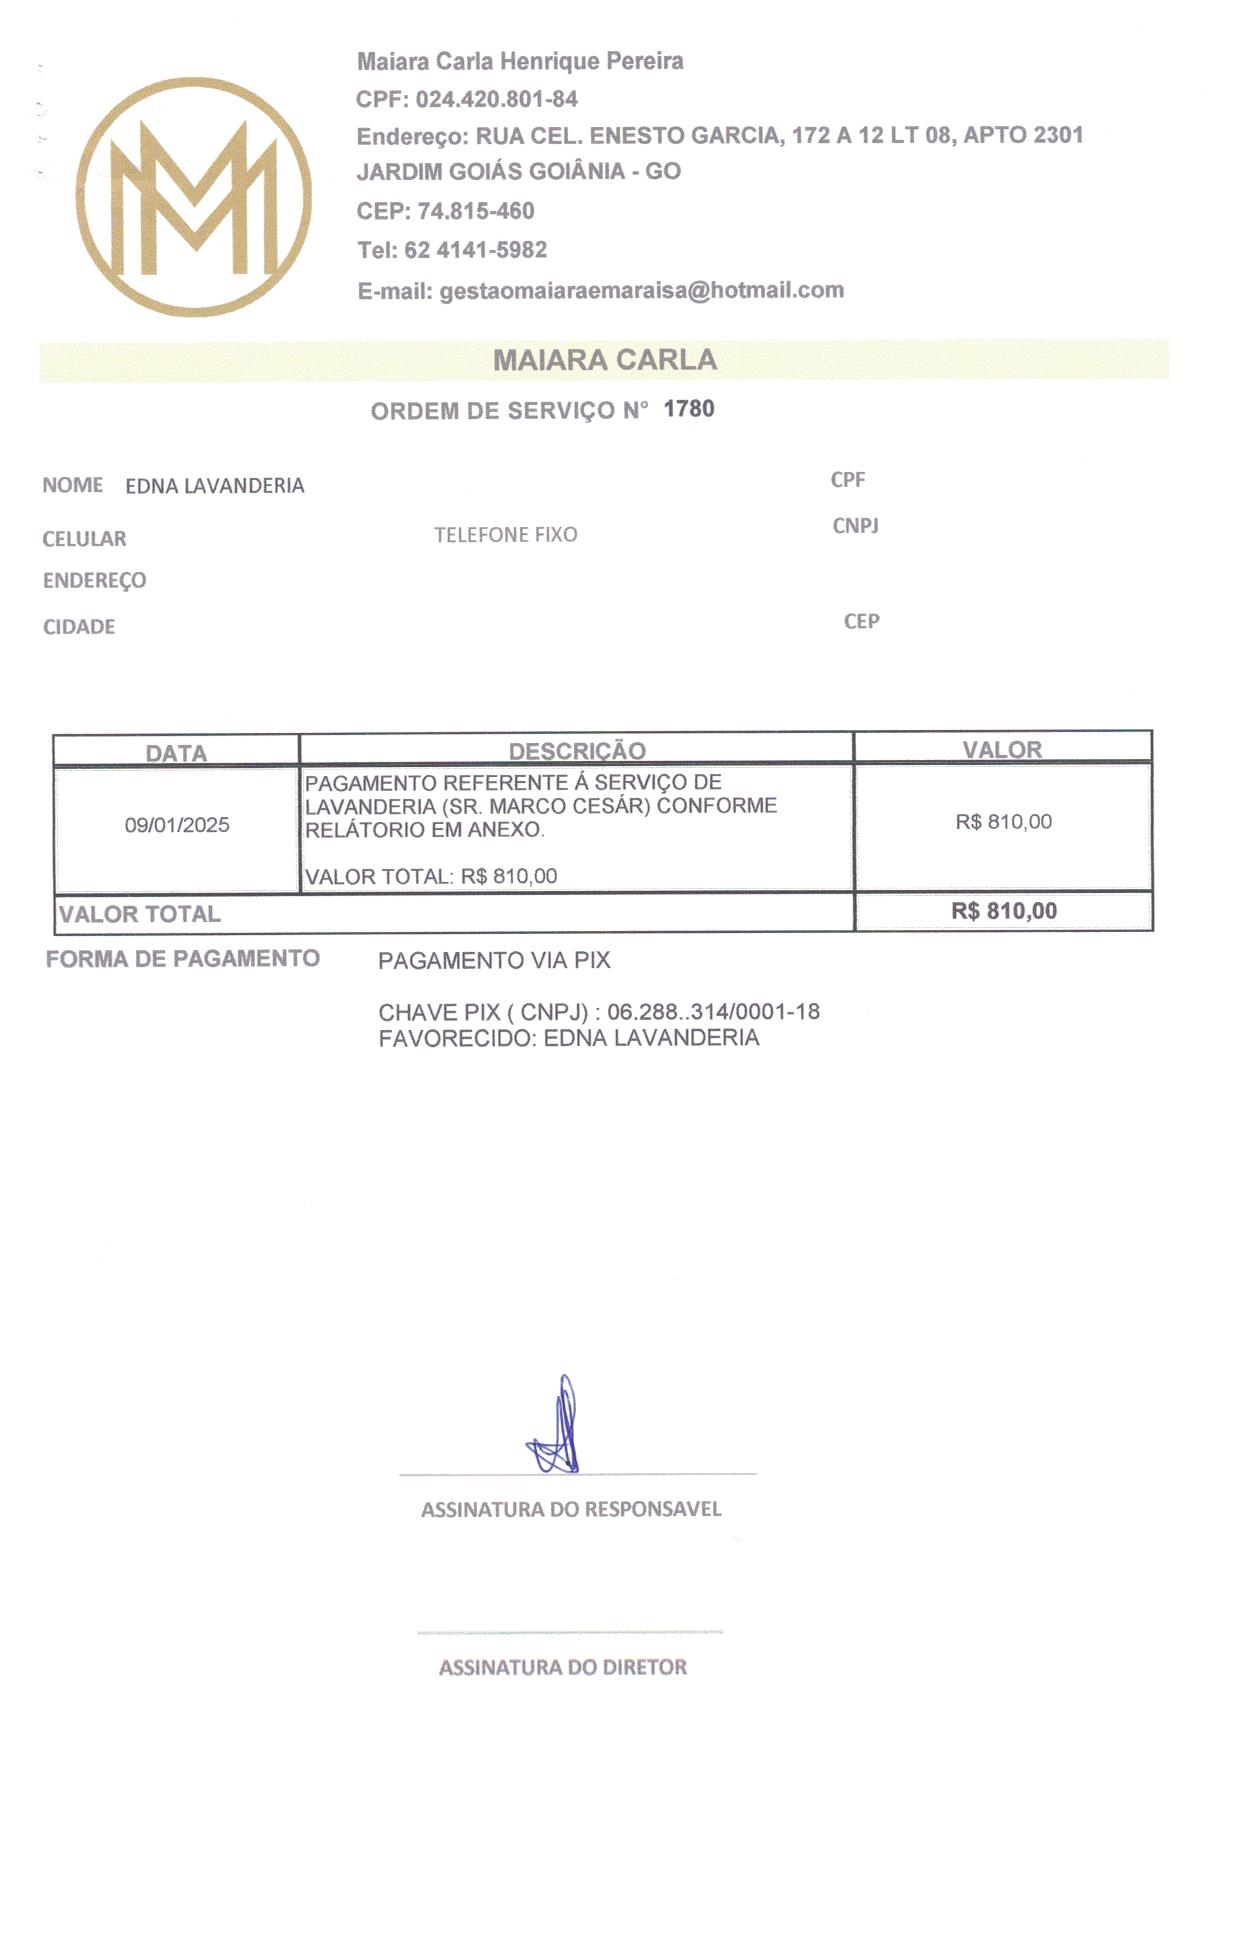 Maiara Carla Henrique Pereira
CPF: 024.420.801-84
Endereço: RUA CEL. ENESTO GARCIA, 172 A 12 LT 08, APTO 2301
JARDIM GOIÁS GOIÂNIA - GO
CEP: 74.815-460
Tel: 62 4141-5982
E-mail: gestaomaiaraemaraisa@hotmail.com
MM
MAIARA CARLA
ORDEM DE SERVIÇO N° 1780
NOME EDNA LAVANDERIA CPF
CELULAR TELEFONE FIXO CNPJ
ENDEREÇO
CIDADE CEP
DATA DESCRIÇÃO VALOR
PAGAMENTO REFERENTE Á SERVIÇO DE
LAVANDERIA (SR. MARCO CESÁR) CONFORME
09/01/2025 RELÁTORIO EM ANEXO. R$ 810,00
VALOR TOTAL: R$ 810,00
VALOR TOTAL R$ 810,00
FORMA DE PAGAMENTO PAGAMENTO VIA PIX
CHAVE PIX ( CNPJ) : 06.288..314/0001-18
FAVORECIDO: EDNA LAVANDERIA
ASSINATURA DO RESPONSAVEL
ASSINATURA DO DIRETOR